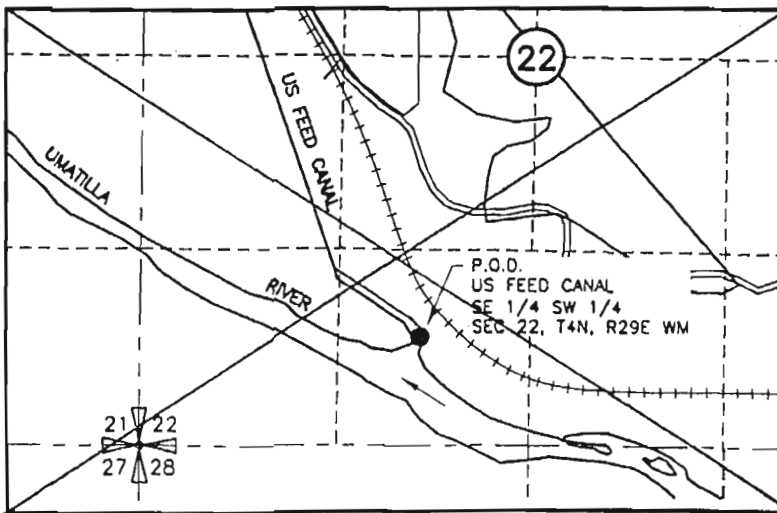 22
US FEED CANAL
UMATILLA
RIVER
P.O.D.
US FEED CANAL
SE 1/4 SW 1/4
SEC 22, T4N, R29E WM
21 22
27 28